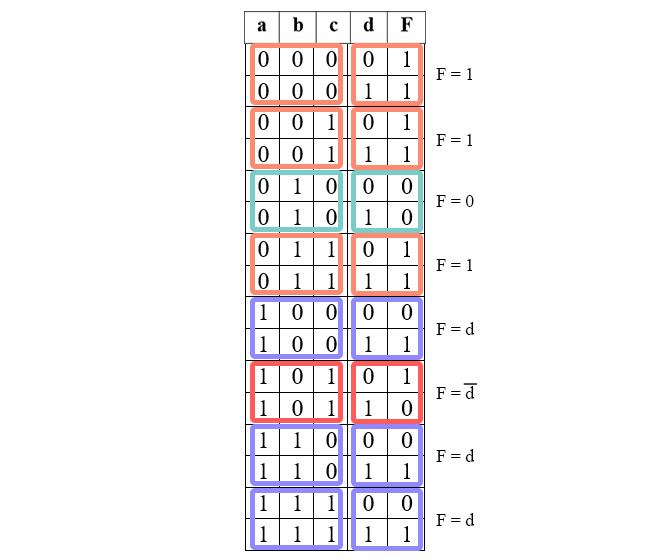 a b c d F
0 0 0 0 1
0 0 0 1 1
F = 1
0 0 1 0 1
0 0 1 1 1
F = 1
0 1 0 0 0
0 1 0 1 0
F = 0
0 1 1 0 1
0 1 1 1 1
F = 1
1 0 0 0 0
1 0 0 1 1
F = d
1 0 1 0 1
1 0 1 1 0
F = d̅
1 1 0 0 0
1 1 0 1 1
F = d
1 1 1 0 0
1 1 1 1 1
F = d